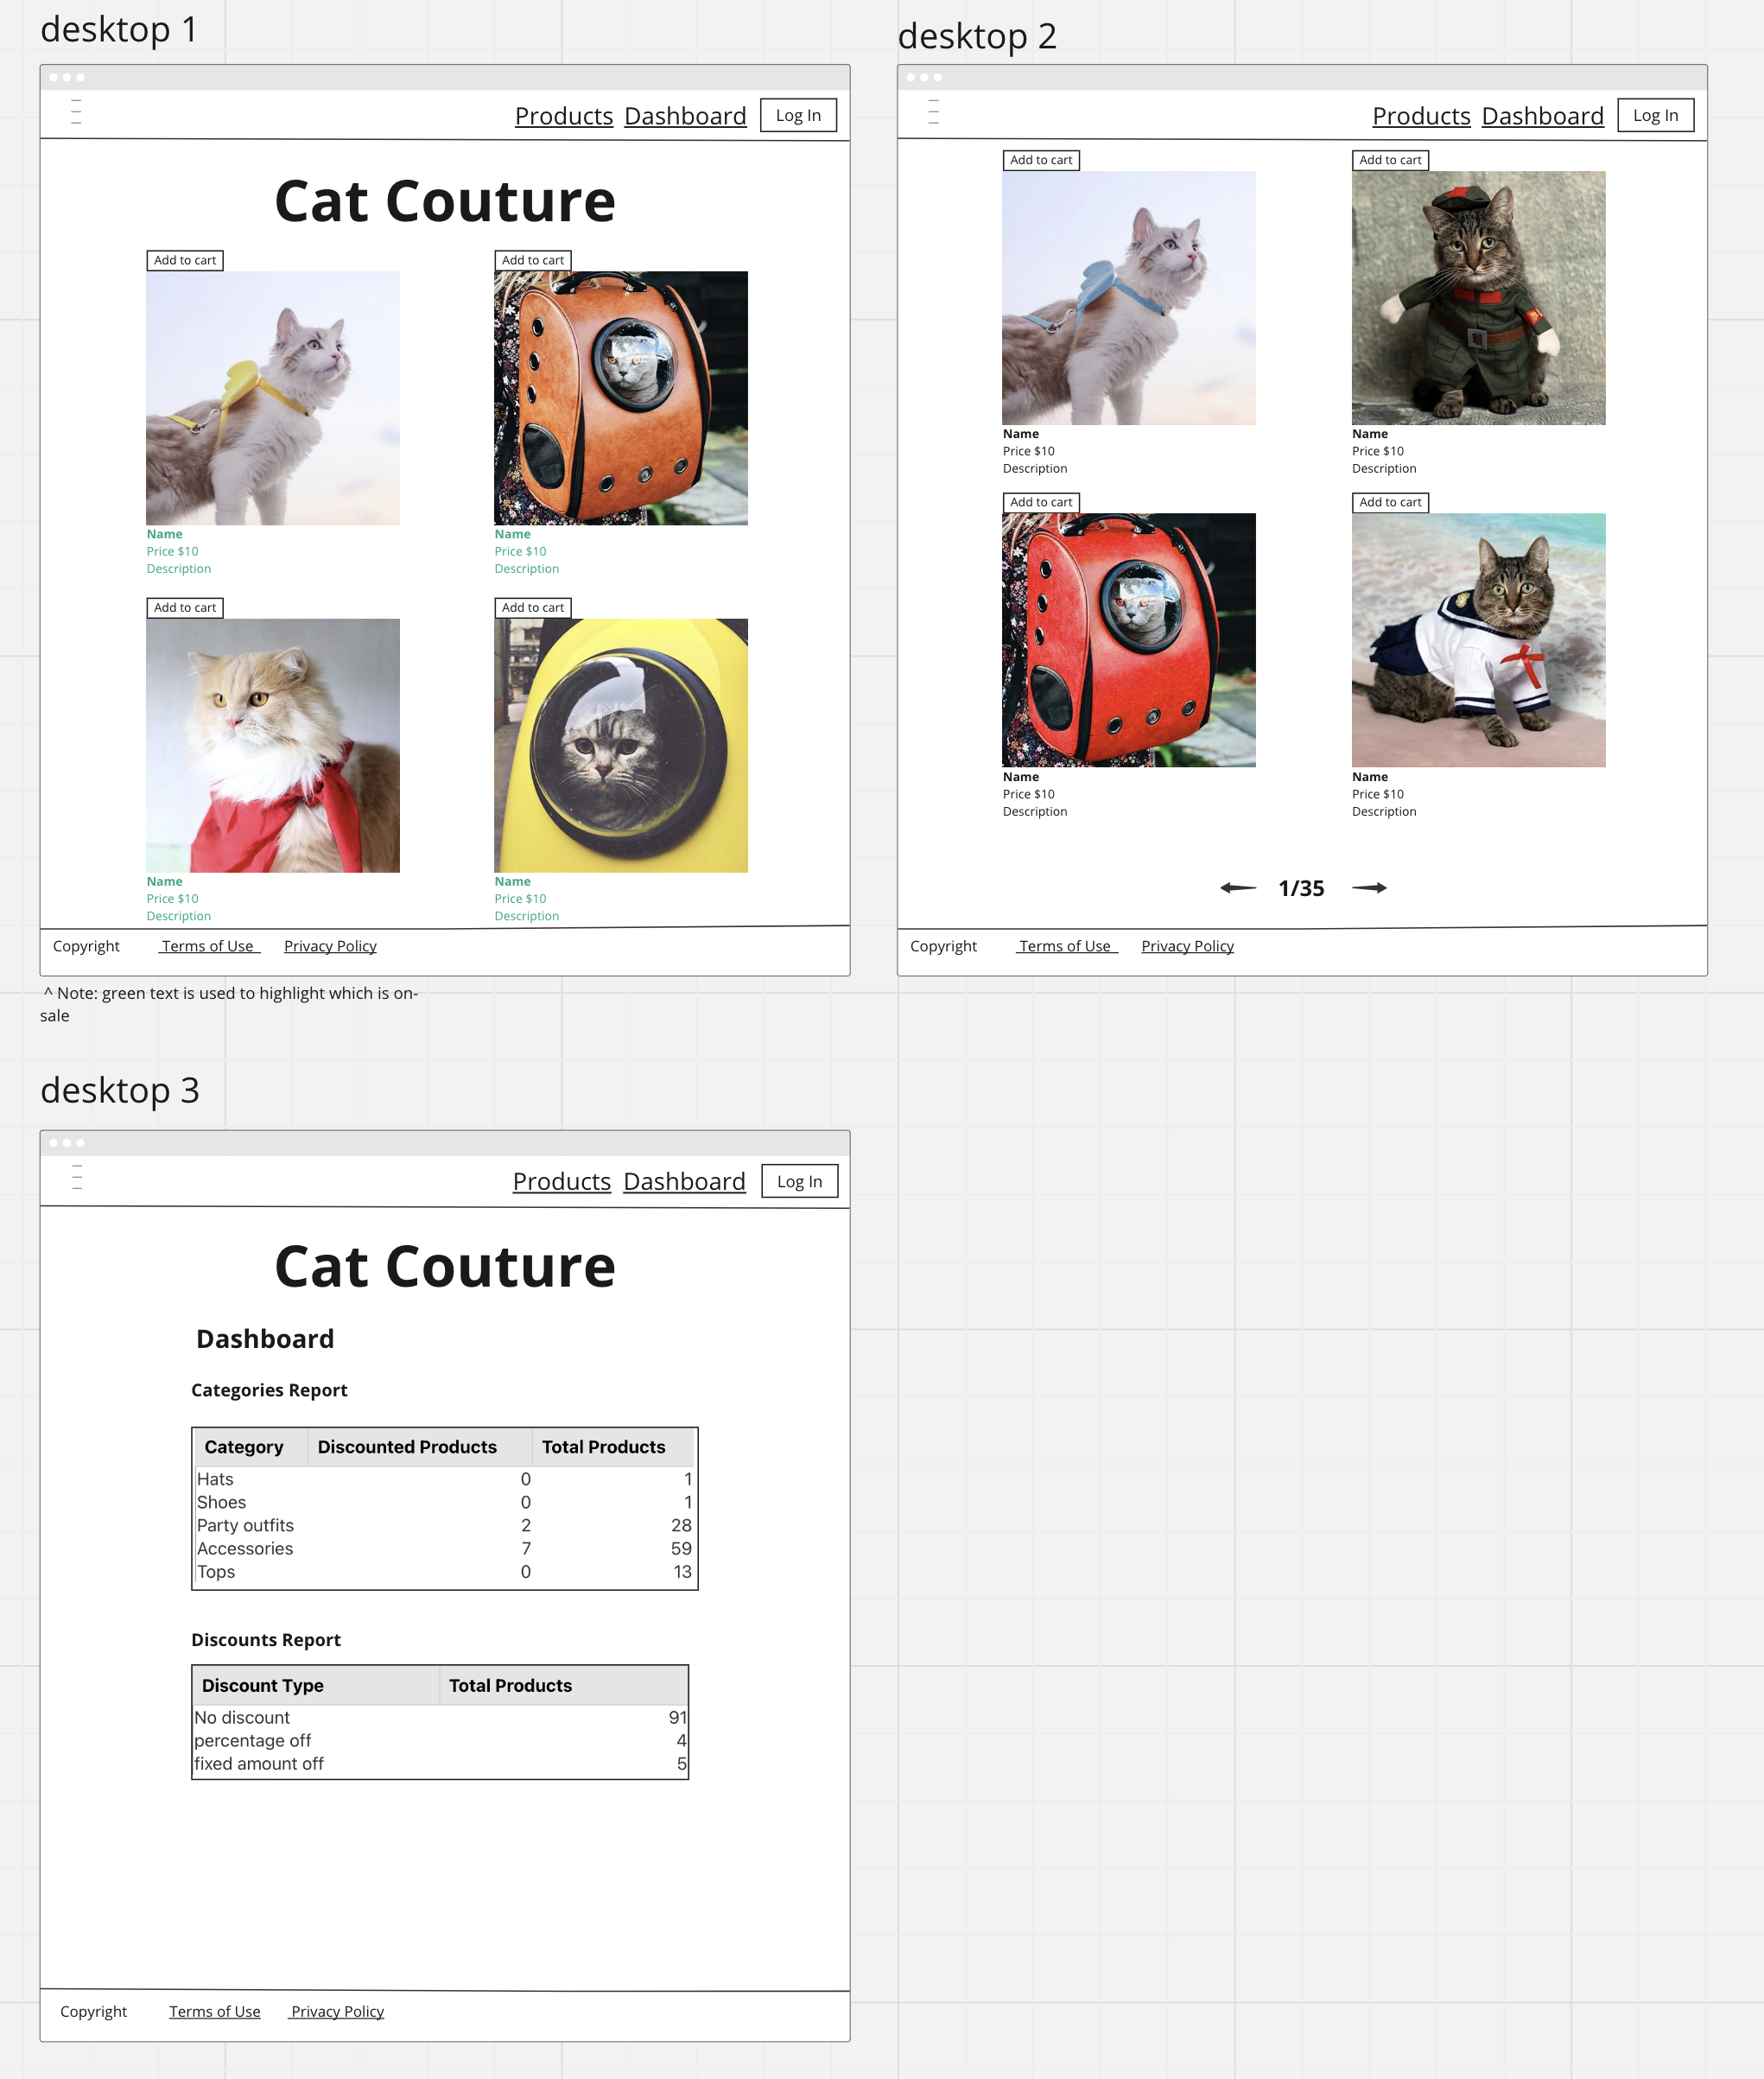 desktop 1
Products Dashboard Log In
Cat Couture
Add to cart
Name
Price $10
Description
Add to cart
Name
Price $10
Description
Add to cart
Name
Price $10
Description
Add to cart
Name
Price $10
Description
Copyright Terms of Use Privacy Policy
^ Note: green text is used to highlight which is on-
sale
desktop 2
Products Dashboard Log In
Add to cart
Name
Price $10
Description
Add to cart
Name
Price $10
Description
Add to cart
Name
Price $10
Description
Add to cart
Name
Price $10
Description
1/35
Copyright Terms of Use Privacy Policy
desktop 3
Products Dashboard Log In
Cat Couture
Dashboard
Categories Report
Category Discounted Products Total Products
Hats 0 1
Shoes 0 1
Party outfits 2 28
Accessories 7 59
Tops 0 13
Discounts Report
Discount Type Total Products
No discount 91
percentage off 4
fixed amount off 5
Copyright Terms of Use Privacy Policy